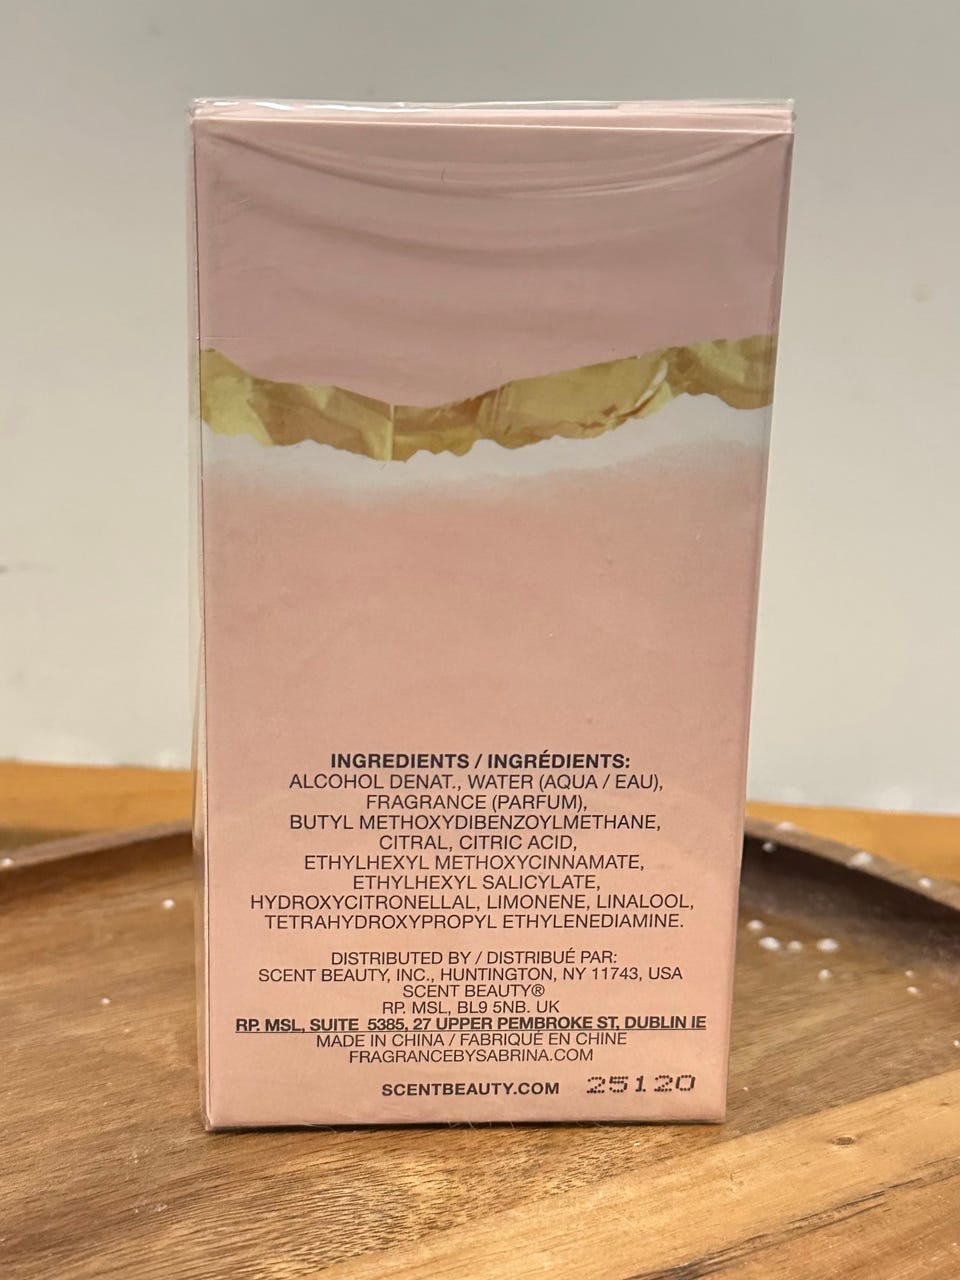 INGREDIENTS / INGRÉDIENTS:
ALCOHOL DENAT., WATER (AQUA / EAU),
FRAGRANCE (PARFUM),
BUTYL METHOXYDIBENZOYLMETHANE,
CITRAL, CITRIC ACID,
ETHYLHEXYL METHOXYCINNAMATE,
ETHYLHEXYL SALICYLATE,
HYDROXYCITRONELLAL, LIMONENE, LINALOOL,
TETRAHYDROXYPROPYL ETHYLENEDIAMINE.
DISTRIBUTED BY / DISTRIBUÉ PAR:
SCENT BEAUTY, INC., HUNTINGTON, NY 11743, USA
SCENT BEAUTY®
RP. MSL, BL9 5NB. UK
RP. MSL, SUITE 5385, 27 UPPER PEMBROKE ST, DUBLIN IE
MADE IN CHINA / FABRIQUÉ EN CHINE
FRAGRANCEBYSABRINA.COM
SCENTBEAUTY.COM 25120